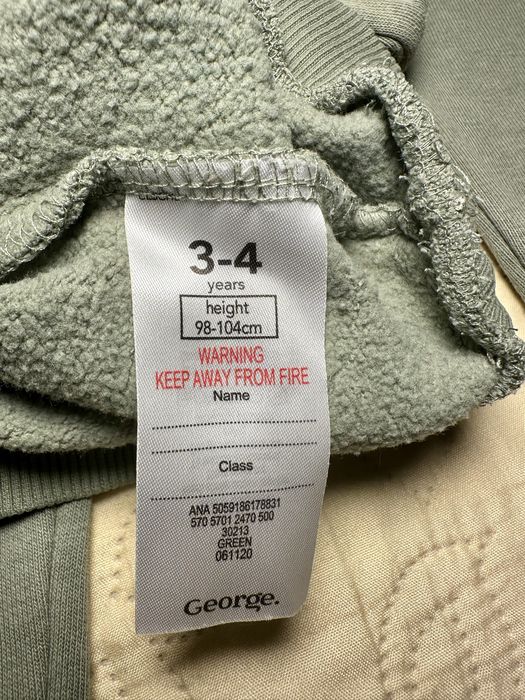 3-4
years
height
98-104cm
WARNING
KEEP AWAY FROM FIRE
Name
Class
ANA 5059186178831
570 5701 2470 500
30213
GREEN
061120
George.